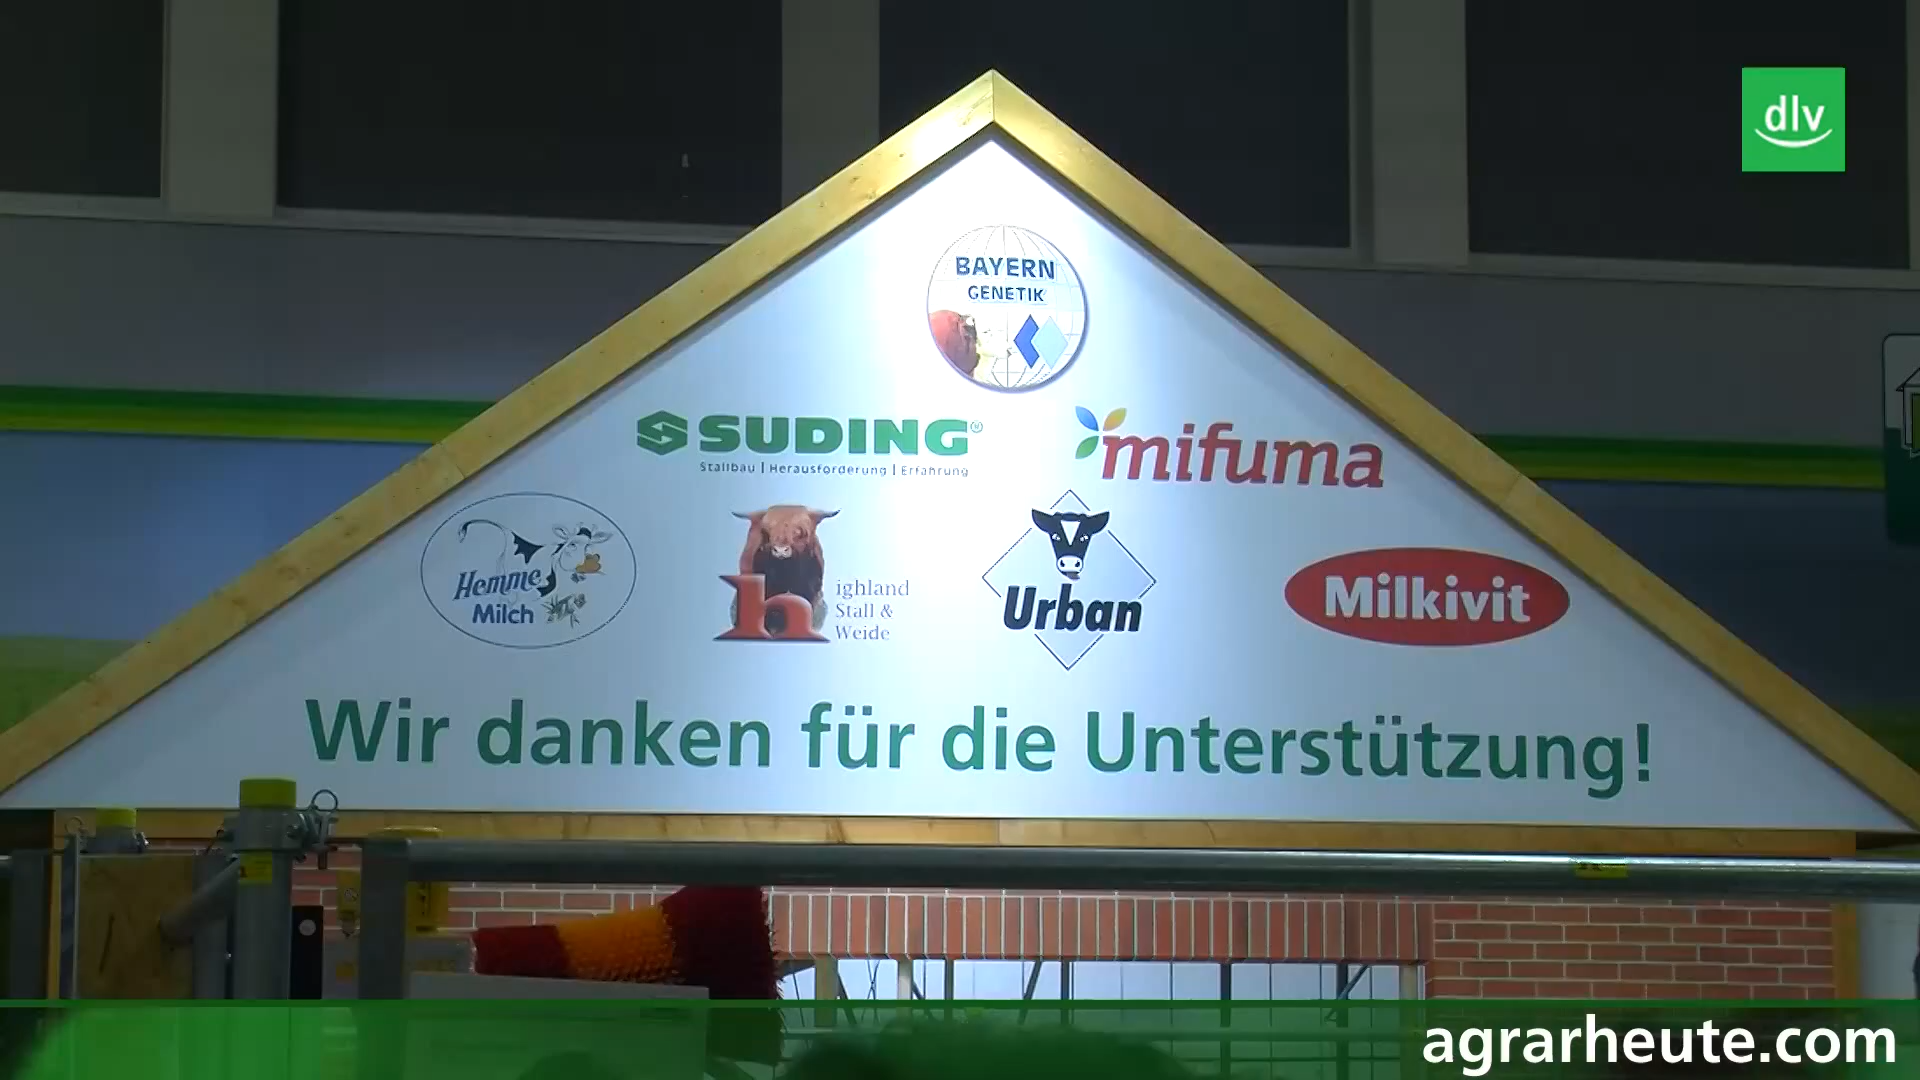 dlv
BAYERN
GENETIK
SUDING®
Stallbau | Herausforderung | Erfahrung
mifuma
Hemme
Milch
highland
Stall &
Weide
Urban
Milkivit
Wir danken für die Unterstützung!
agrarheute.com